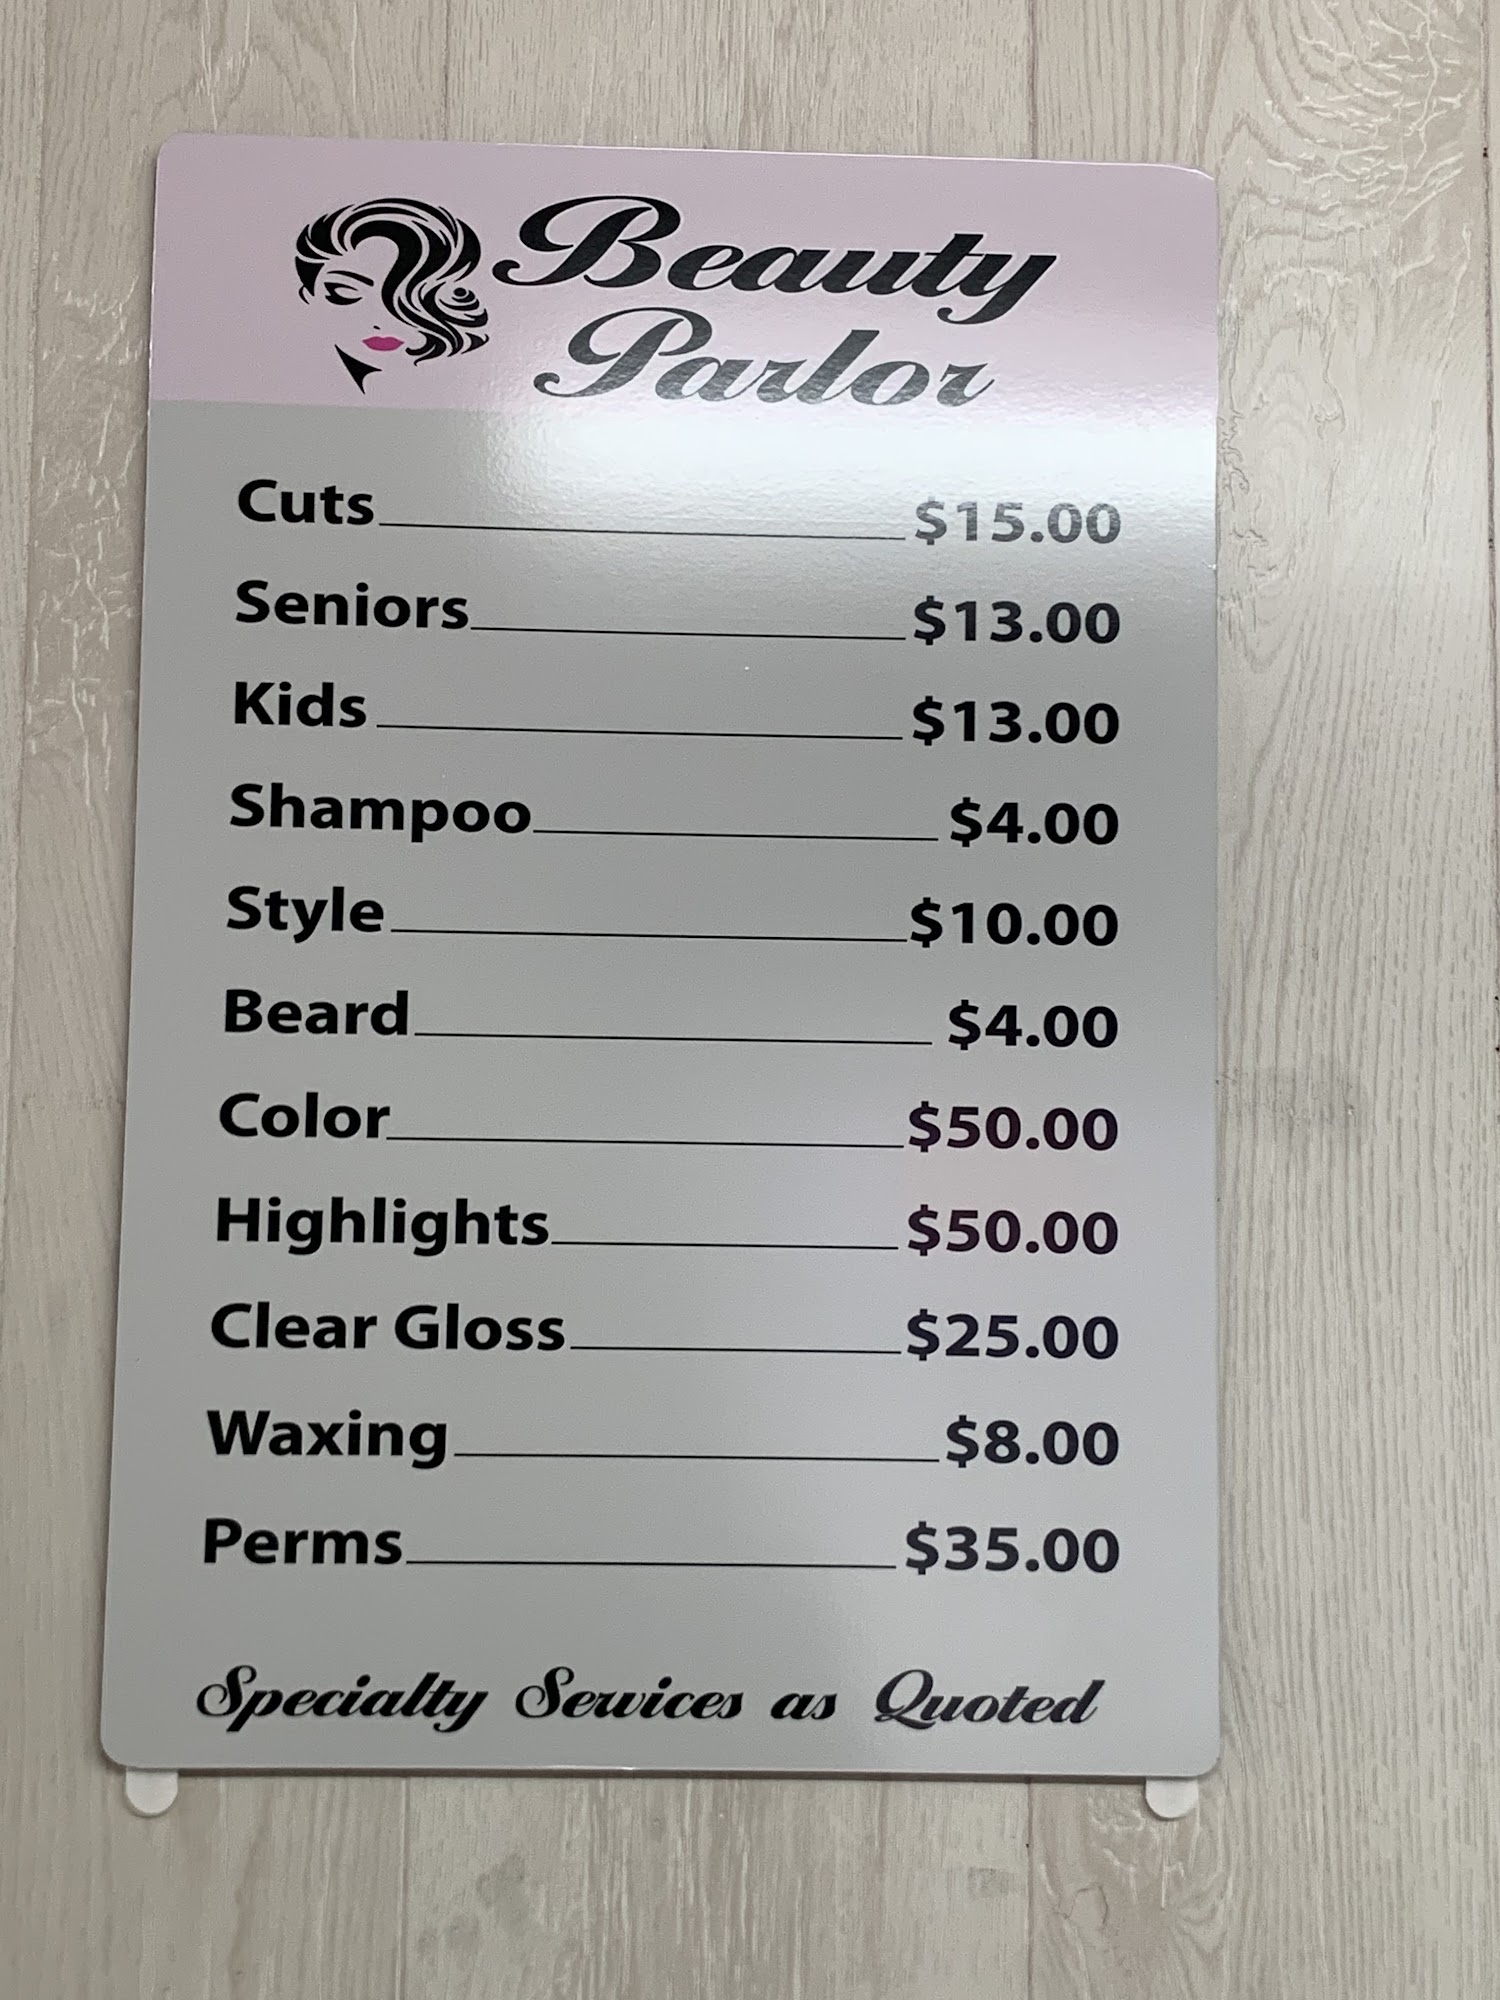 Beauty
Parlor
Cuts $15.00
Seniors $13.00
Kids $13.00
Shampoo $4.00
Style $10.00
Beard $4.00
Color $50.00
Highlights $50.00
Clear Gloss $25.00
Waxing $8.00
Perms $35.00
Specialty Services as Quoted